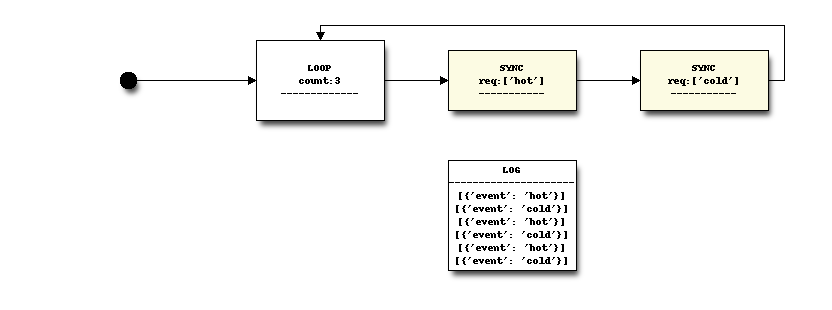 LOOP
count:3
-------------
SYNC
req:['hot']
-----------
SYNC
req:['cold']
-----------
LOG
---------------------
[{'event': 'hot'}]
[{'event': 'cold'}]
[{'event': 'hot'}]
[{'event': 'cold'}]
[{'event': 'hot'}]
[{'event': 'cold'}]